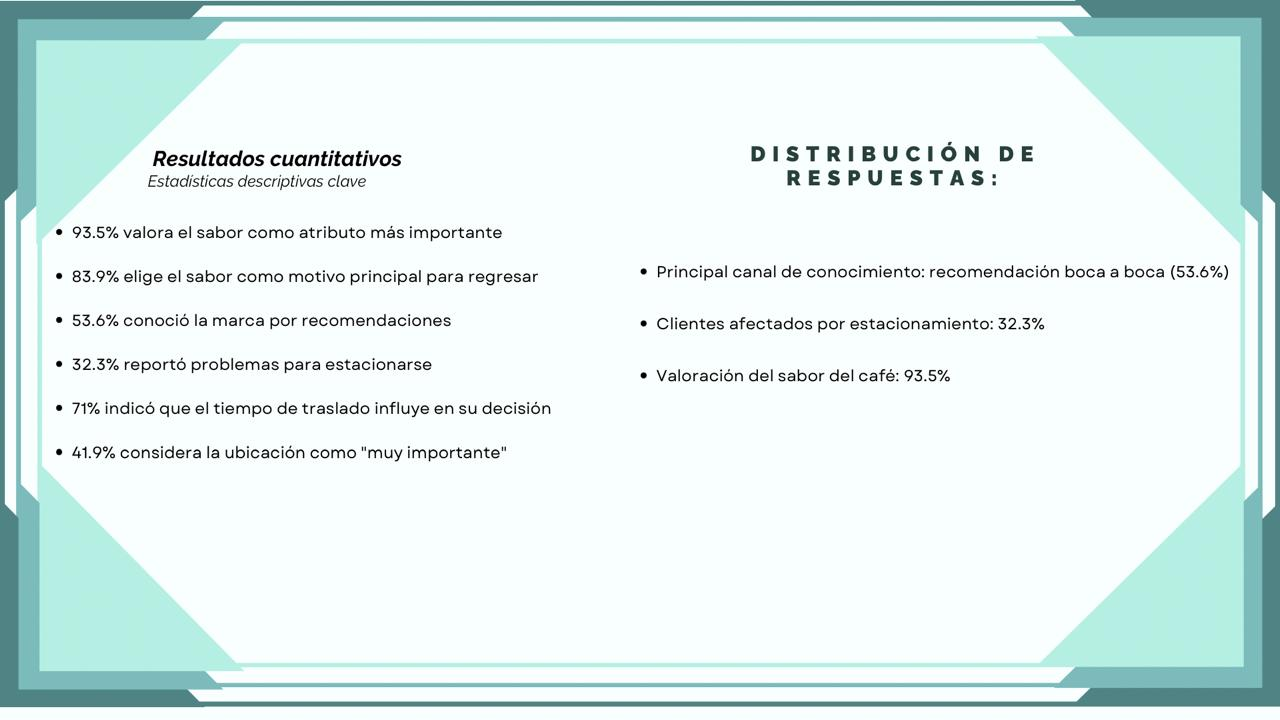 Resultados cuantitativos
Estadísticas descriptivas clave
• 93.5% valora el sabor como atributo más importante
• 83.9% elige el sabor como motivo principal para regresar
• 53.6% conoció la marca por recomendaciones
• 32.3% reportó problemas para estacionarse
• 71% indicó que el tiempo de traslado influye en su decisión
• 41.9% considera la ubicación como "muy importante"
DISTRIBUCIÓN DE
RESPUESTAS:
• Principal canal de conocimiento: recomendación boca a boca (53.6%)
• Clientes afectados por estacionamiento: 32.3%
• Valoración del sabor del café: 93.5%